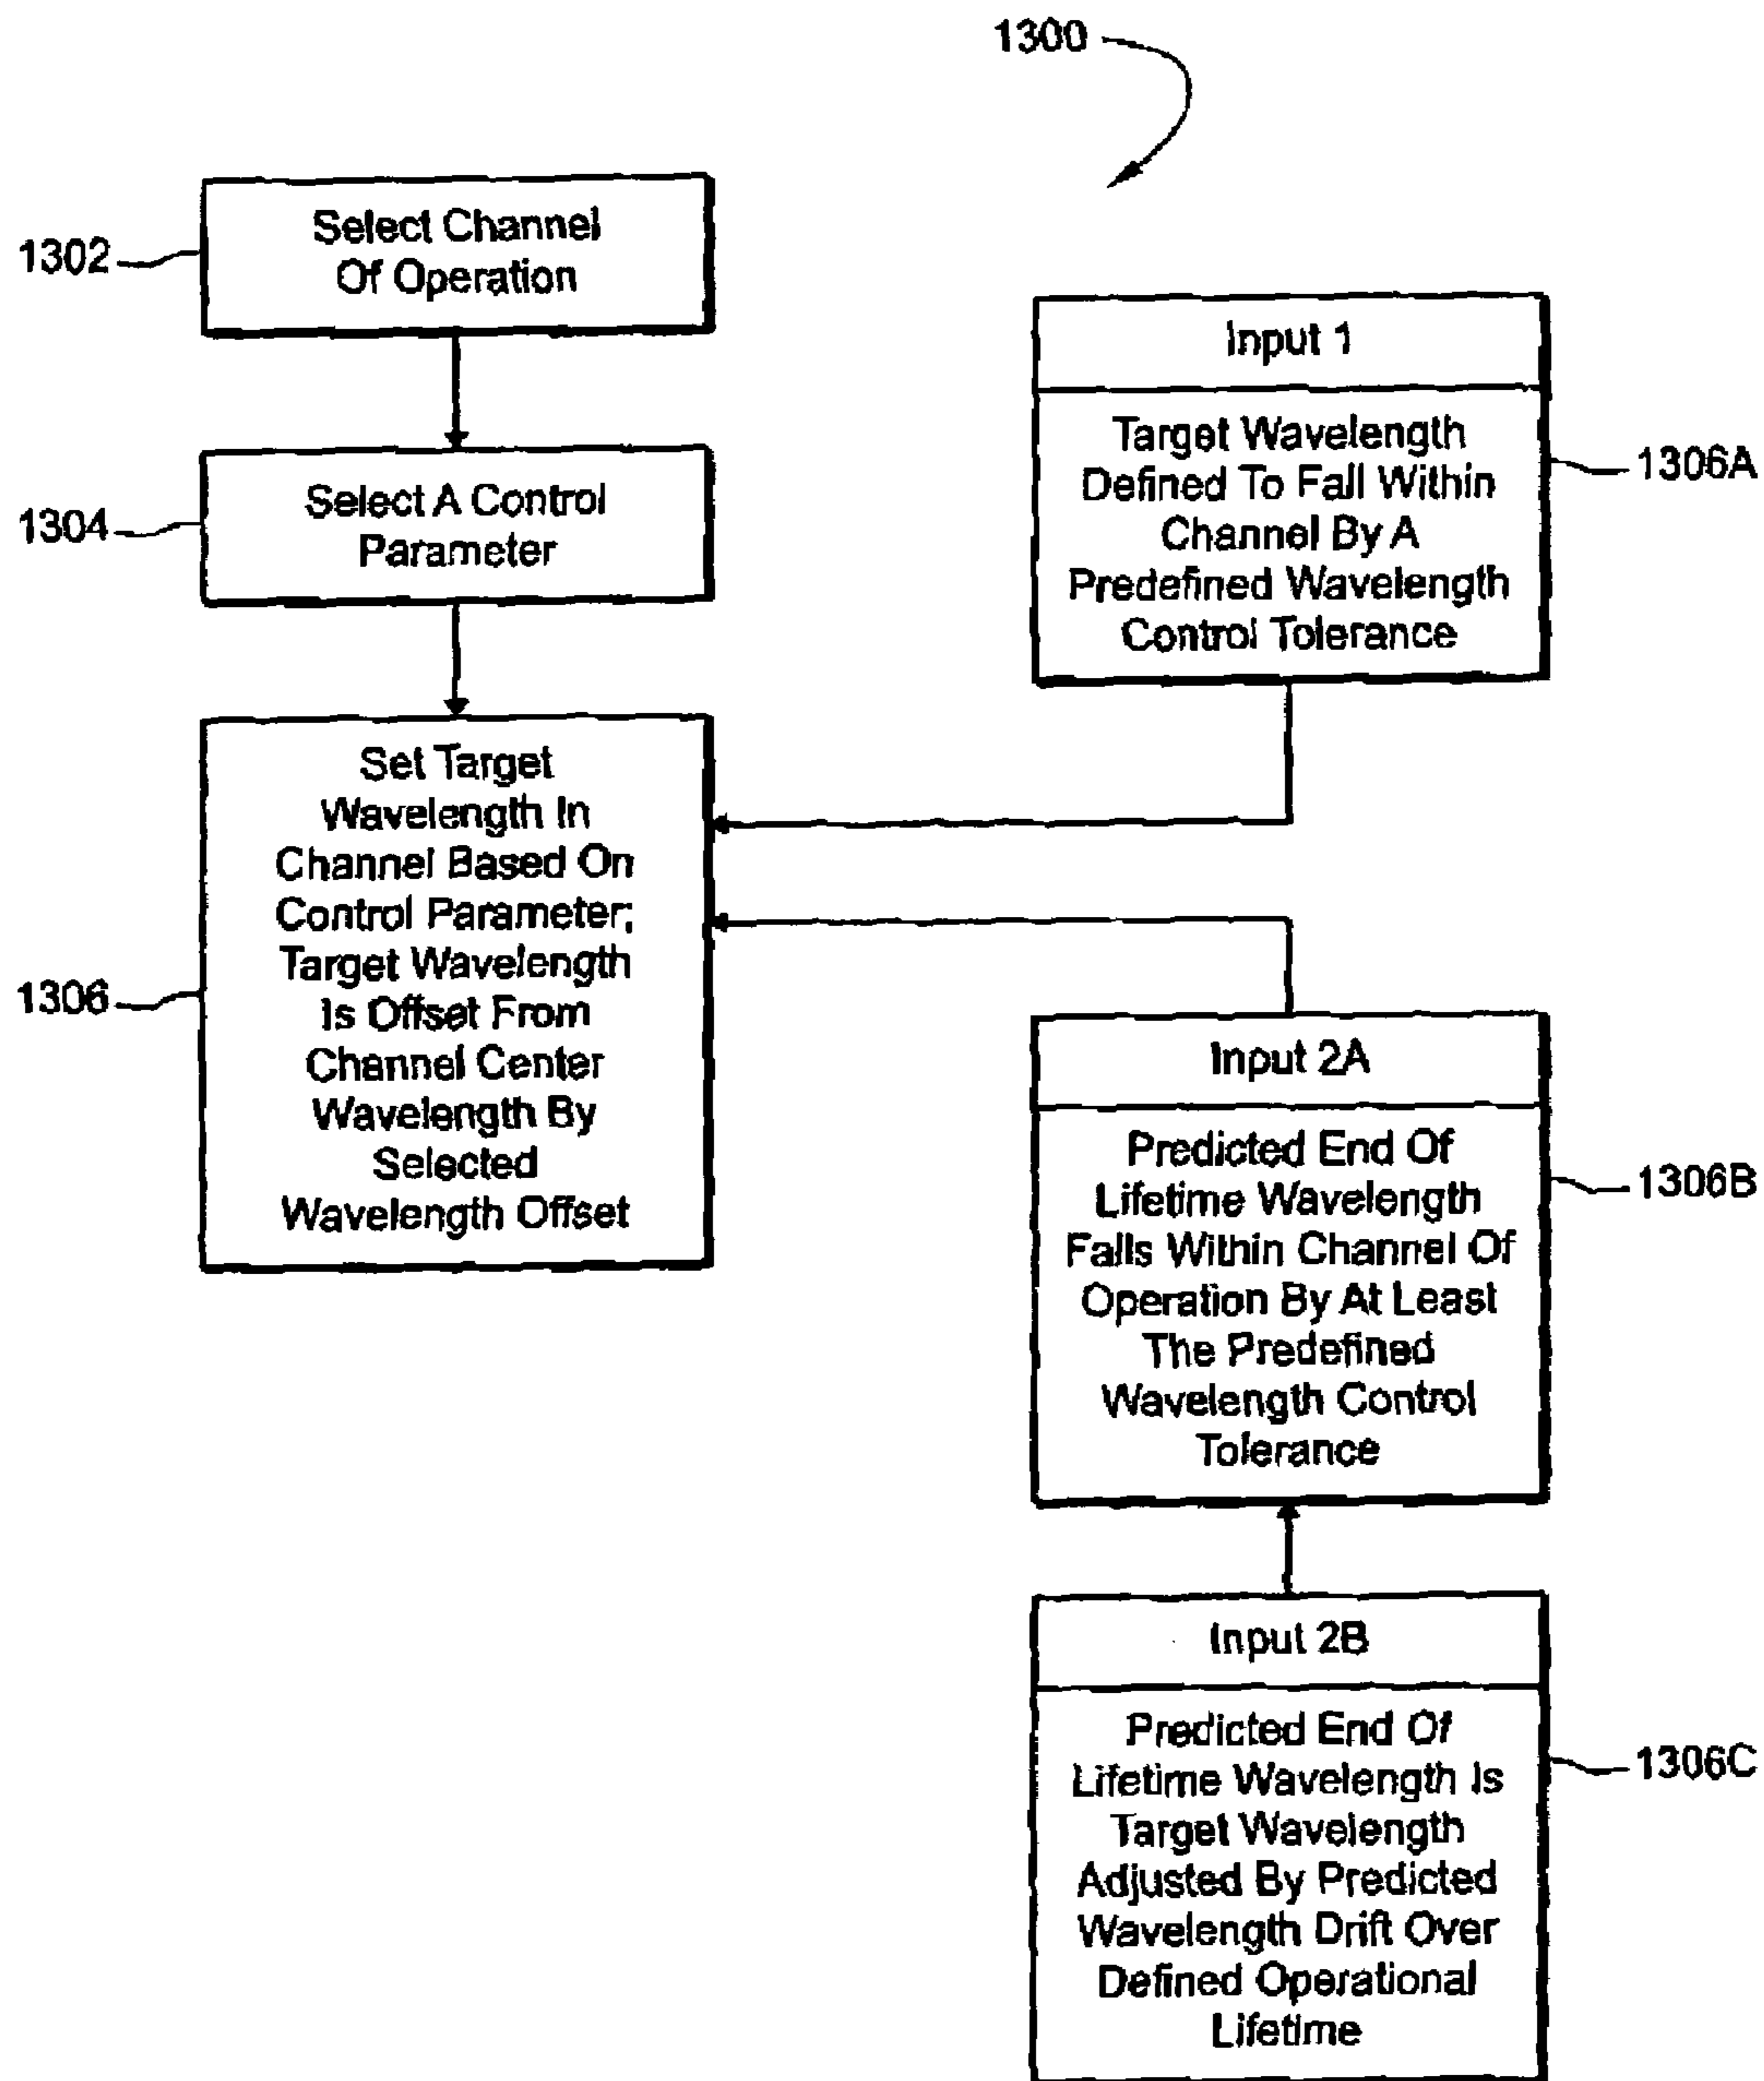 1300
1302
Select Channel
Of Operation
1304
Select A Control
Parameter
1306
Set Target
Wavelength In
Channel Based On
Control Parameter;
Target Wavelength
Is Offset From
Channel Center
Wavelength By
Selected
Wavelength Offset
Input 1
Target Wavelength
Defined To Fall Within
Channel By A
Predefined Wavelength
Control Tolerance
1306A
Input 2A
Predicted End Of
Lifetime Wavelength
Falls Within Channel Of
Operation By At Least
The Predefined
Wavelength Control
Tolerance
1306B
Input 2B
Predicted End Of
Lifetime Wavelength Is
Target Wavelength
Adjusted By Predicted
Wavelength Drift Over
Defined Operational
Lifetime
1306C